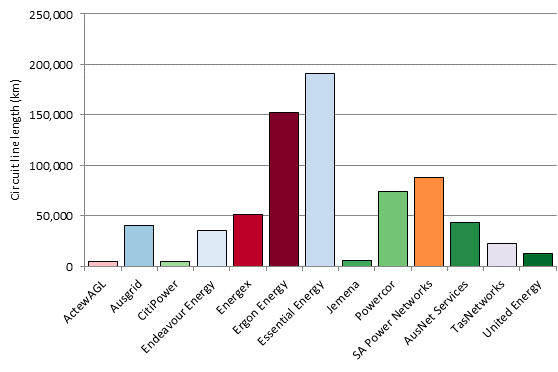 250,000
200,000
150,000
100,000
50,000
0
Circuit line length (km)
ActewAGL
Ausgrid
CitiPower
Endeavour Energy
Energex
Ergon Energy
Essential Energy
Jemena
Powercor
SA Power Networks
AusNet Services
TasNetworks
United Energy